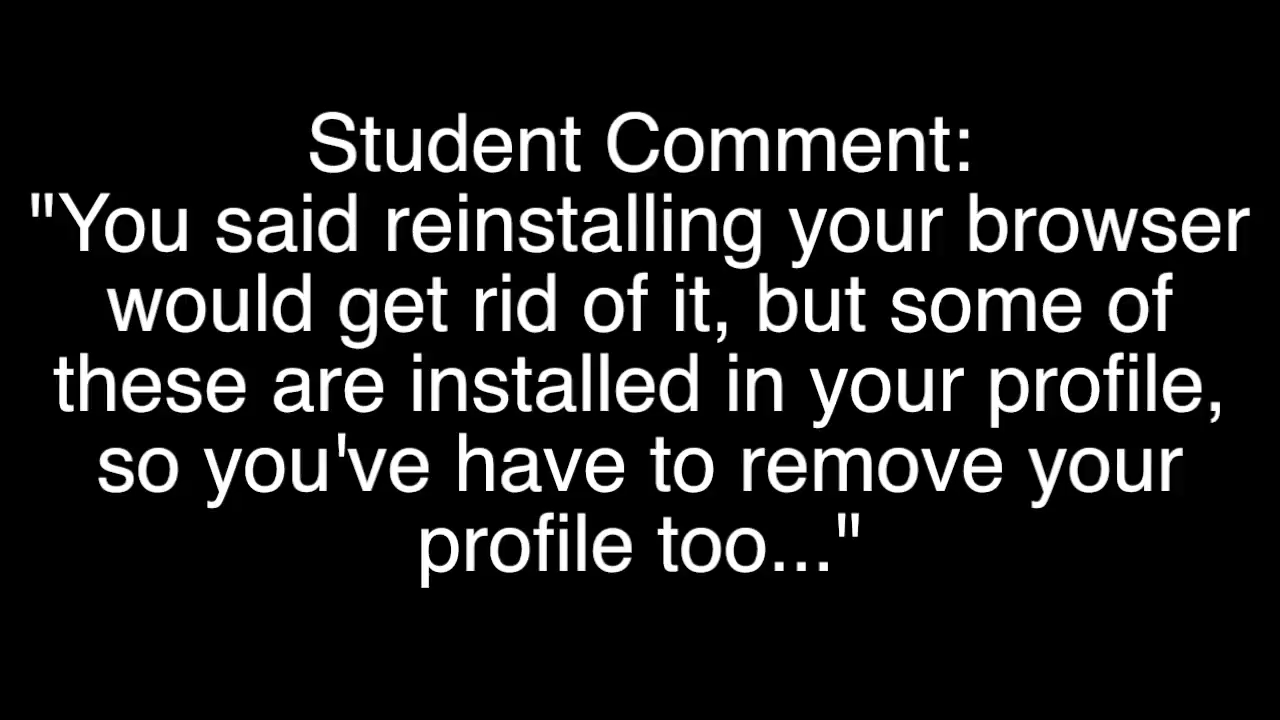 Student Comment:
"You said reinstalling your browser
would get rid of it, but some of
these are installed in your profile,
so you've have to remove your
profile too..."